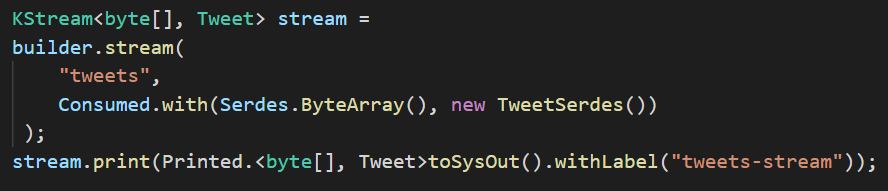 KStream<byte[], Tweet> stream =
builder.stream(
    "tweets",
    Consumed.with(Serdes.ByteArray(), new TweetSerdes())
 );
stream.print(Printed.<byte[], Tweet>toSysOut().withLabel("tweets-stream"));